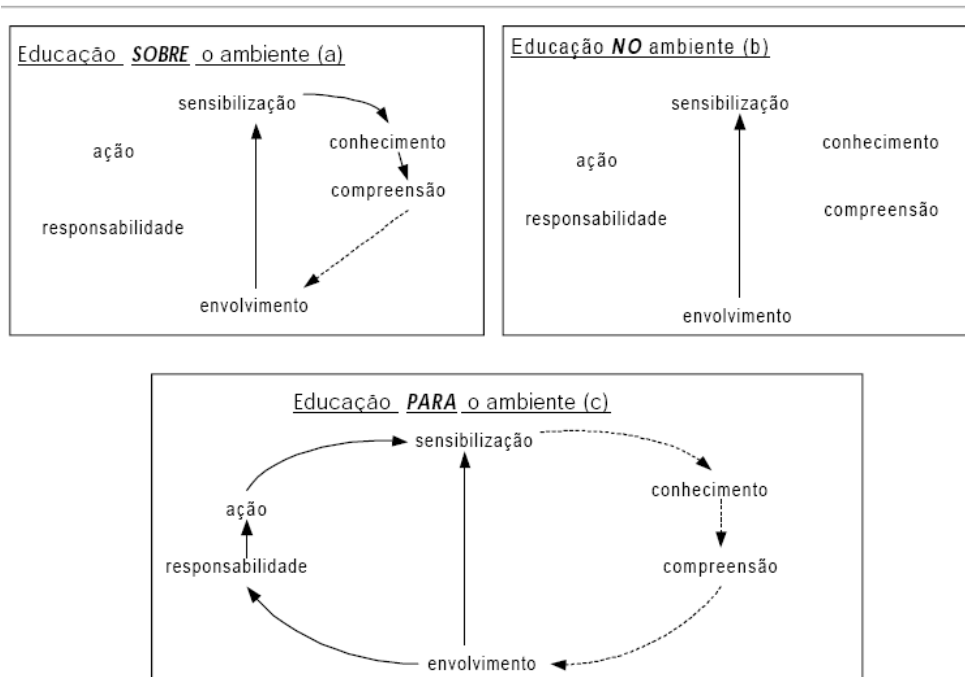 Educação SOBRE o ambiente (a)
sensibilização
conhecimento
ação
compreensão
responsabilidade
envolvimento
Educação NO ambiente (b)
sensibilização
conhecimento
ação
compreensão
responsabilidade
envolvimento
Educação PARA o ambiente (c)
sensibilização
conhecimento
ação
responsabilidade
compreensão
envolvimento